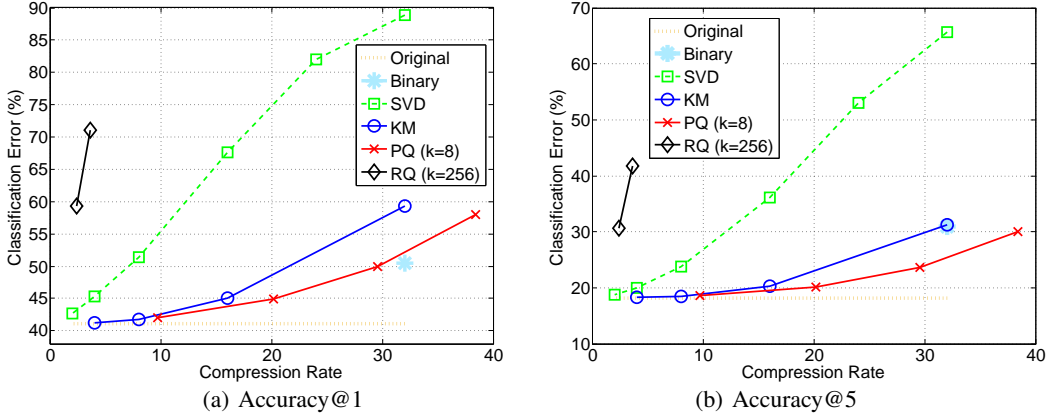 90
85
80
75
70
65
60
55
50
45
40
0
10
20
30
40
Classification Error (%)
Compression Rate
Original
Binary
SVD
KM
PQ (k=8)
RQ (k=256)
(a) Accuracy@1
70
60
50
40
30
20
10
0
10
20
30
40
Classification Error (%)
Compression Rate
Original
Binary
SVD
KM
PQ (k=8)
RQ (k=256)
(b) Accuracy@5